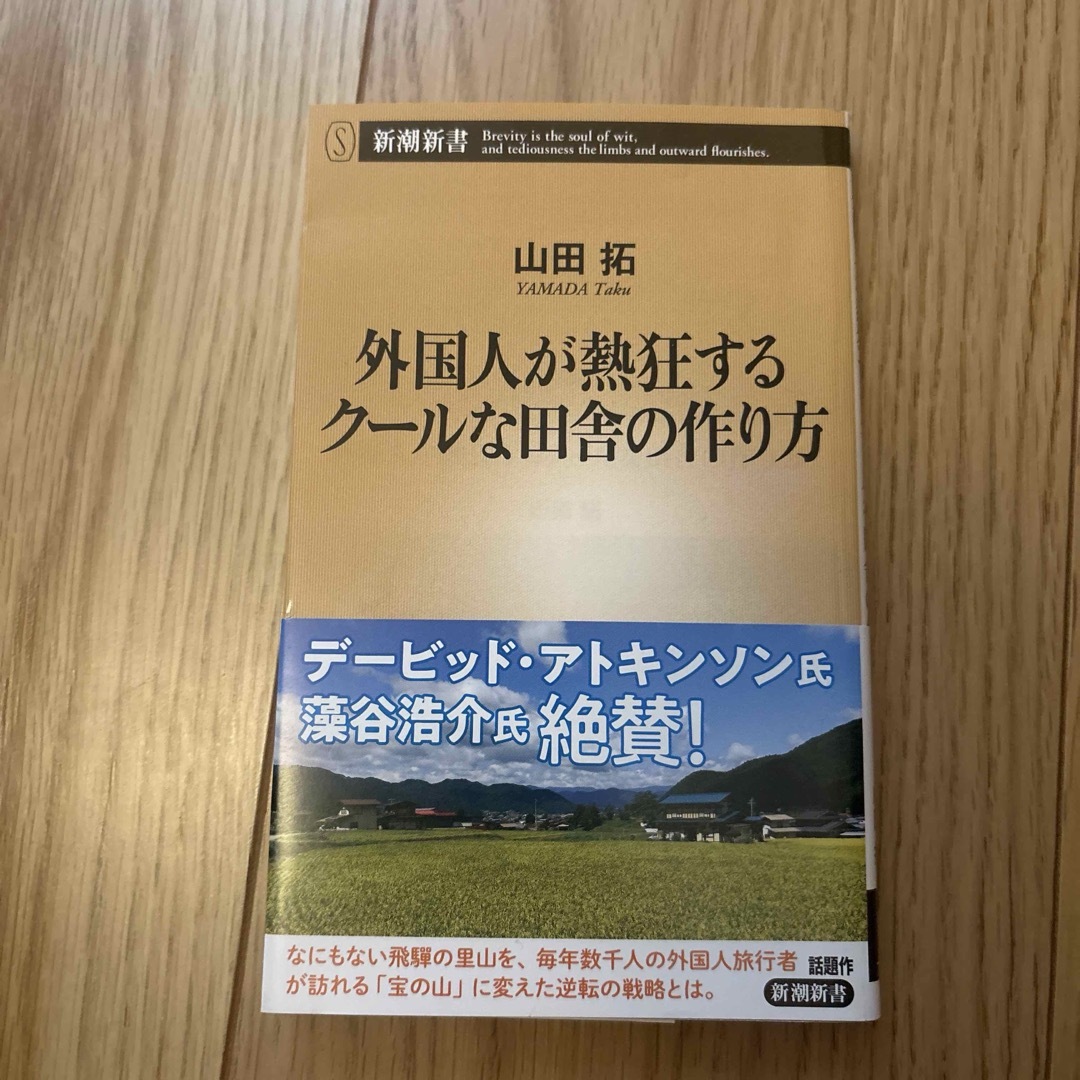 S
新潮新書
Brevity is the soul of wit,
and tediousness the limbs and outward flourishes.
山田 拓
YAMADA Taku
外国人が熱狂する
クールな田舎の作り方
デービッド・アトキンソン氏
藻谷浩介氏 絶賛!
なにもない飛驒の里山を、毎年数千人の外国人旅行者
が訪れる「宝の山」に変えた逆転の戦略とは。
話題作
新潮新書